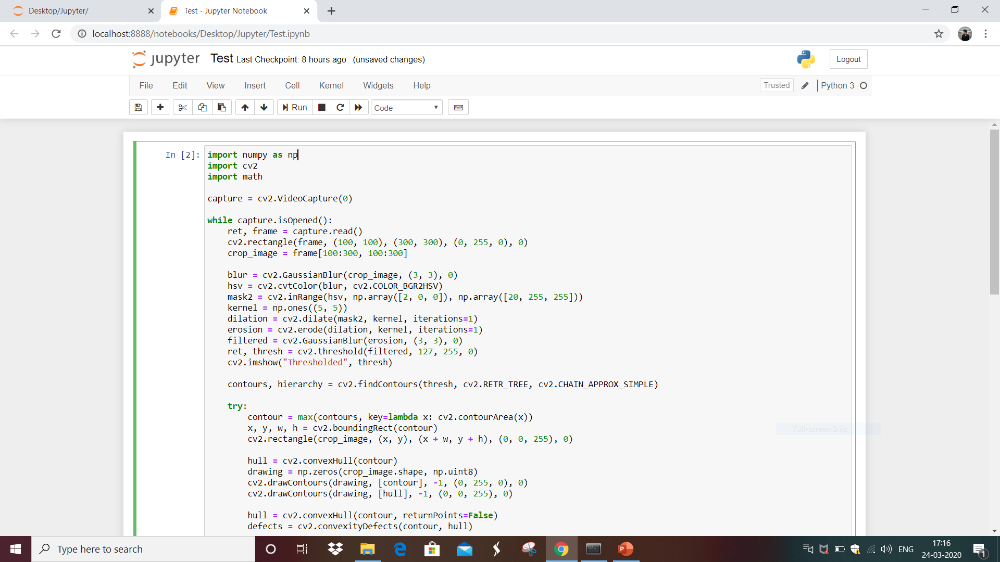 Desktop/Jupyter/
Test - Jupyter Notebook
localhost:8888/notebooks/Desktop/Jupyter/Test.ipynb
jupyter Test Last Checkpoint: 8 hours ago (unsaved changes)
Logout
File Edit View Insert Cell Kernel Widgets Help
Trusted Python 3
Run Code
In [2]: import numpy as np
import cv2
import math
capture = cv2.VideoCapture(0)
while capture.isOpened():
    ret, frame = capture.read()
    cv2.rectangle(frame, (100, 100), (300, 300), (0, 255, 0), 0)
    crop_image = frame[100:300, 100:300]
    blur = cv2.GaussianBlur(crop_image, (3, 3), 0)
    hsv = cv2.cvtColor(blur, cv2.COLOR_BGR2HSV)
    mask2 = cv2.inRange(hsv, np.array([2, 0, 0]), np.array([20, 255, 255]))
    kernel = np.ones((5, 5))
    dilation = cv2.dilate(mask2, kernel, iterations=1)
    erosion = cv2.erode(dilation, kernel, iterations=1)
    filtered = cv2.GaussianBlur(erosion, (3, 3), 0)
    ret, thresh = cv2.threshold(filtered, 127, 255, 0)
    cv2.imshow("Thresholded", thresh)
    contours, hierarchy = cv2.findContours(thresh, cv2.RETR_TREE, cv2.CHAIN_APPROX_SIMPLE)
    try:
        contour = max(contours, key=lambda x: cv2.contourArea(x))
        x, y, w, h = cv2.boundingRect(contour)
        cv2.rectangle(crop_image, (x, y), (x + w, y + h), (0, 0, 255), 0)
        hull = cv2.convexHull(contour)
        drawing = np.zeros(crop_image.shape, np.uint8)
        cv2.drawContours(drawing, [contour], -1, (0, 255, 0), 0)
        cv2.drawContours(drawing, [hull], -1, (0, 0, 255), 0)
        hull = cv2.convexHull(contour, returnPoints=False)
        defects = cv2.convexityDefects(contour, hull)
Full-screen Snip
Type here to search
ENG
17:16
24-03-2020
1